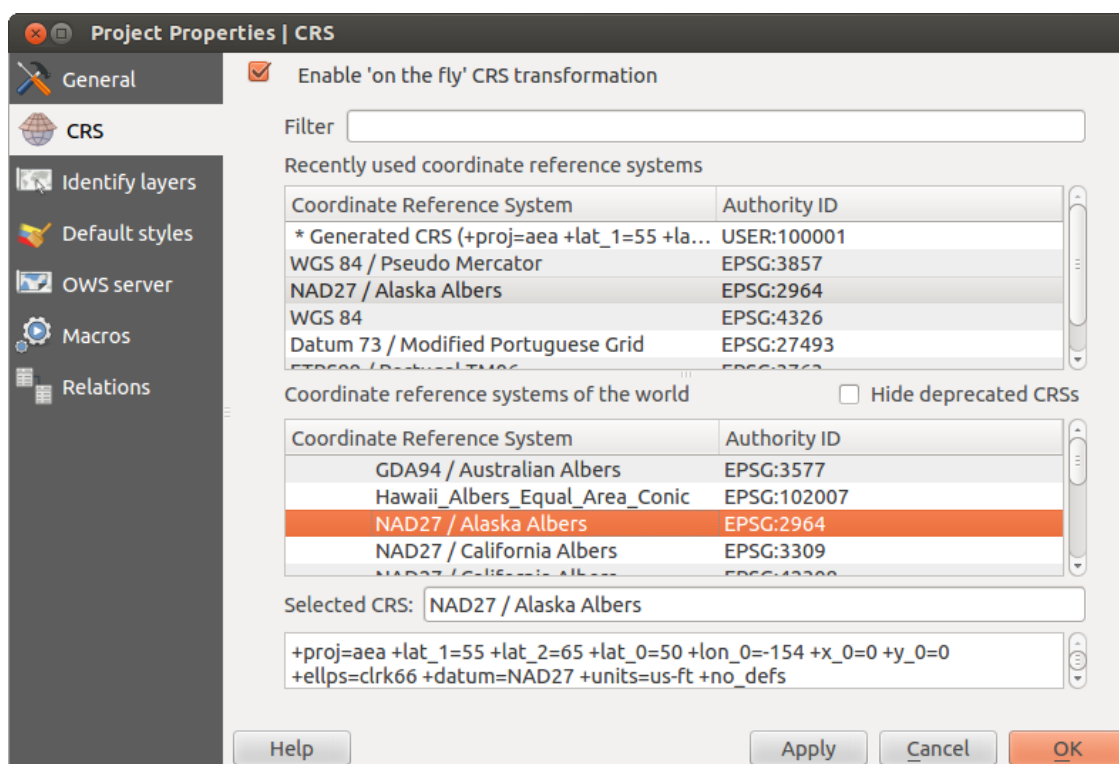 Project Properties | CRS
General
CRS
Identify layers
Default styles
OWS server
Macros
Relations
Enable 'on the fly' CRS transformation
Filter
Recently used coordinate reference systems
Coordinate Reference System Authority ID
* Generated CRS (+proj=aea +lat_1=55 +la... USER:100001
WGS 84 / Pseudo Mercator EPSG:3857
NAD27 / Alaska Albers EPSG:2964
WGS 84 EPSG:4326
Datum 73 / Modified Portuguese Grid EPSG:27493
Coordinate reference systems of the world Hide deprecated CRSs
Coordinate Reference System Authority ID
GDA94 / Australian Albers EPSG:3577
Hawaii_Albers_Equal_Area_Conic EPSG:102007
NAD27 / Alaska Albers EPSG:2964
NAD27 / California Albers EPSG:3309
Selected CRS: NAD27 / Alaska Albers
+proj=aea +lat_1=55 +lat_2=65 +lat_0=50 +lon_0=-154 +x_0=0 +y_0=0
+ellps=clrk66 +datum=NAD27 +units=us-ft +no_defs
Help Apply Cancel OK